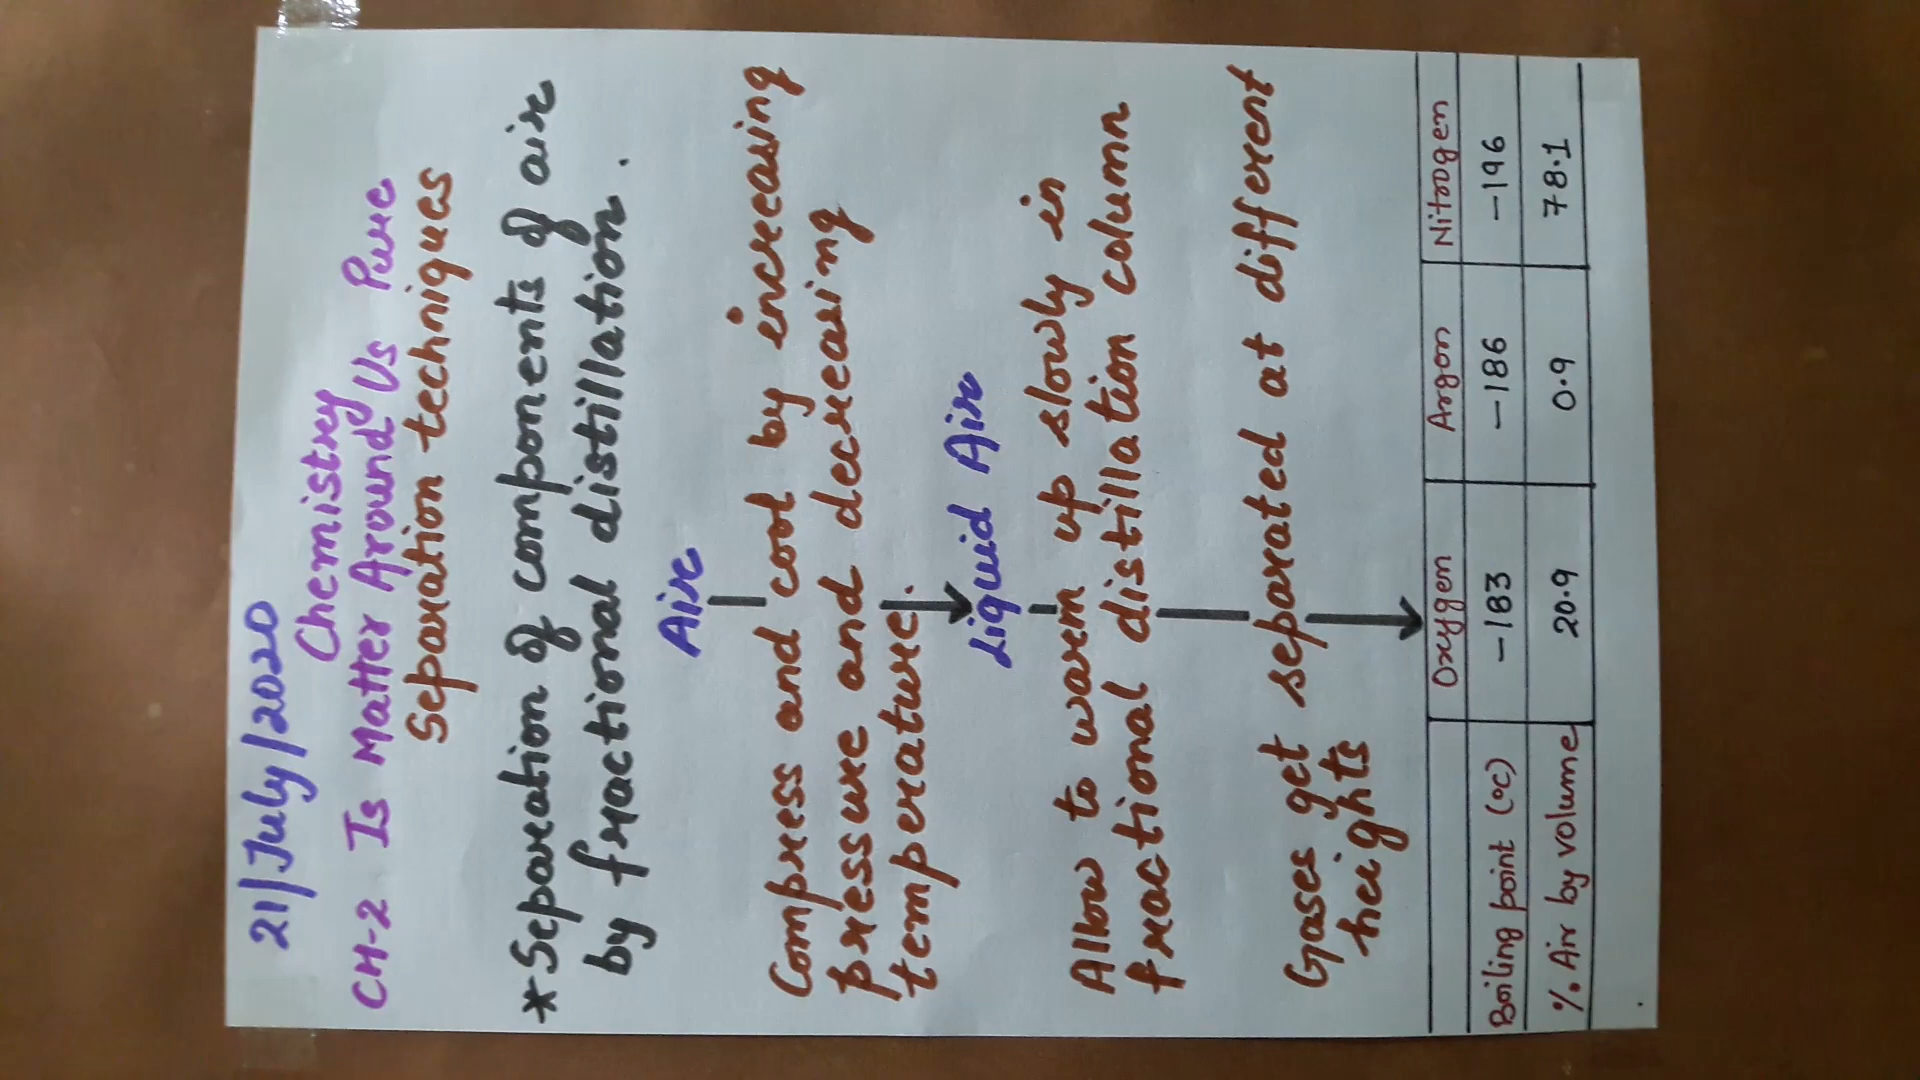 21/July/2020
Chemistry
CH-2 Is Matter Around Us Pure
Separation techniques
*Separation of components of air
by fractional distillation.
Air
Compress and cool by increasing
pressure and decreasing
temperature.
Liquid Air
Allow to warm up slowly in
fractional distillation column
Gases get separated at different
heights
Oxygen Argon Nitrogen
Boiling point (°C) -183 -186 -196
% Air by volume 20.9 0.9 78.1